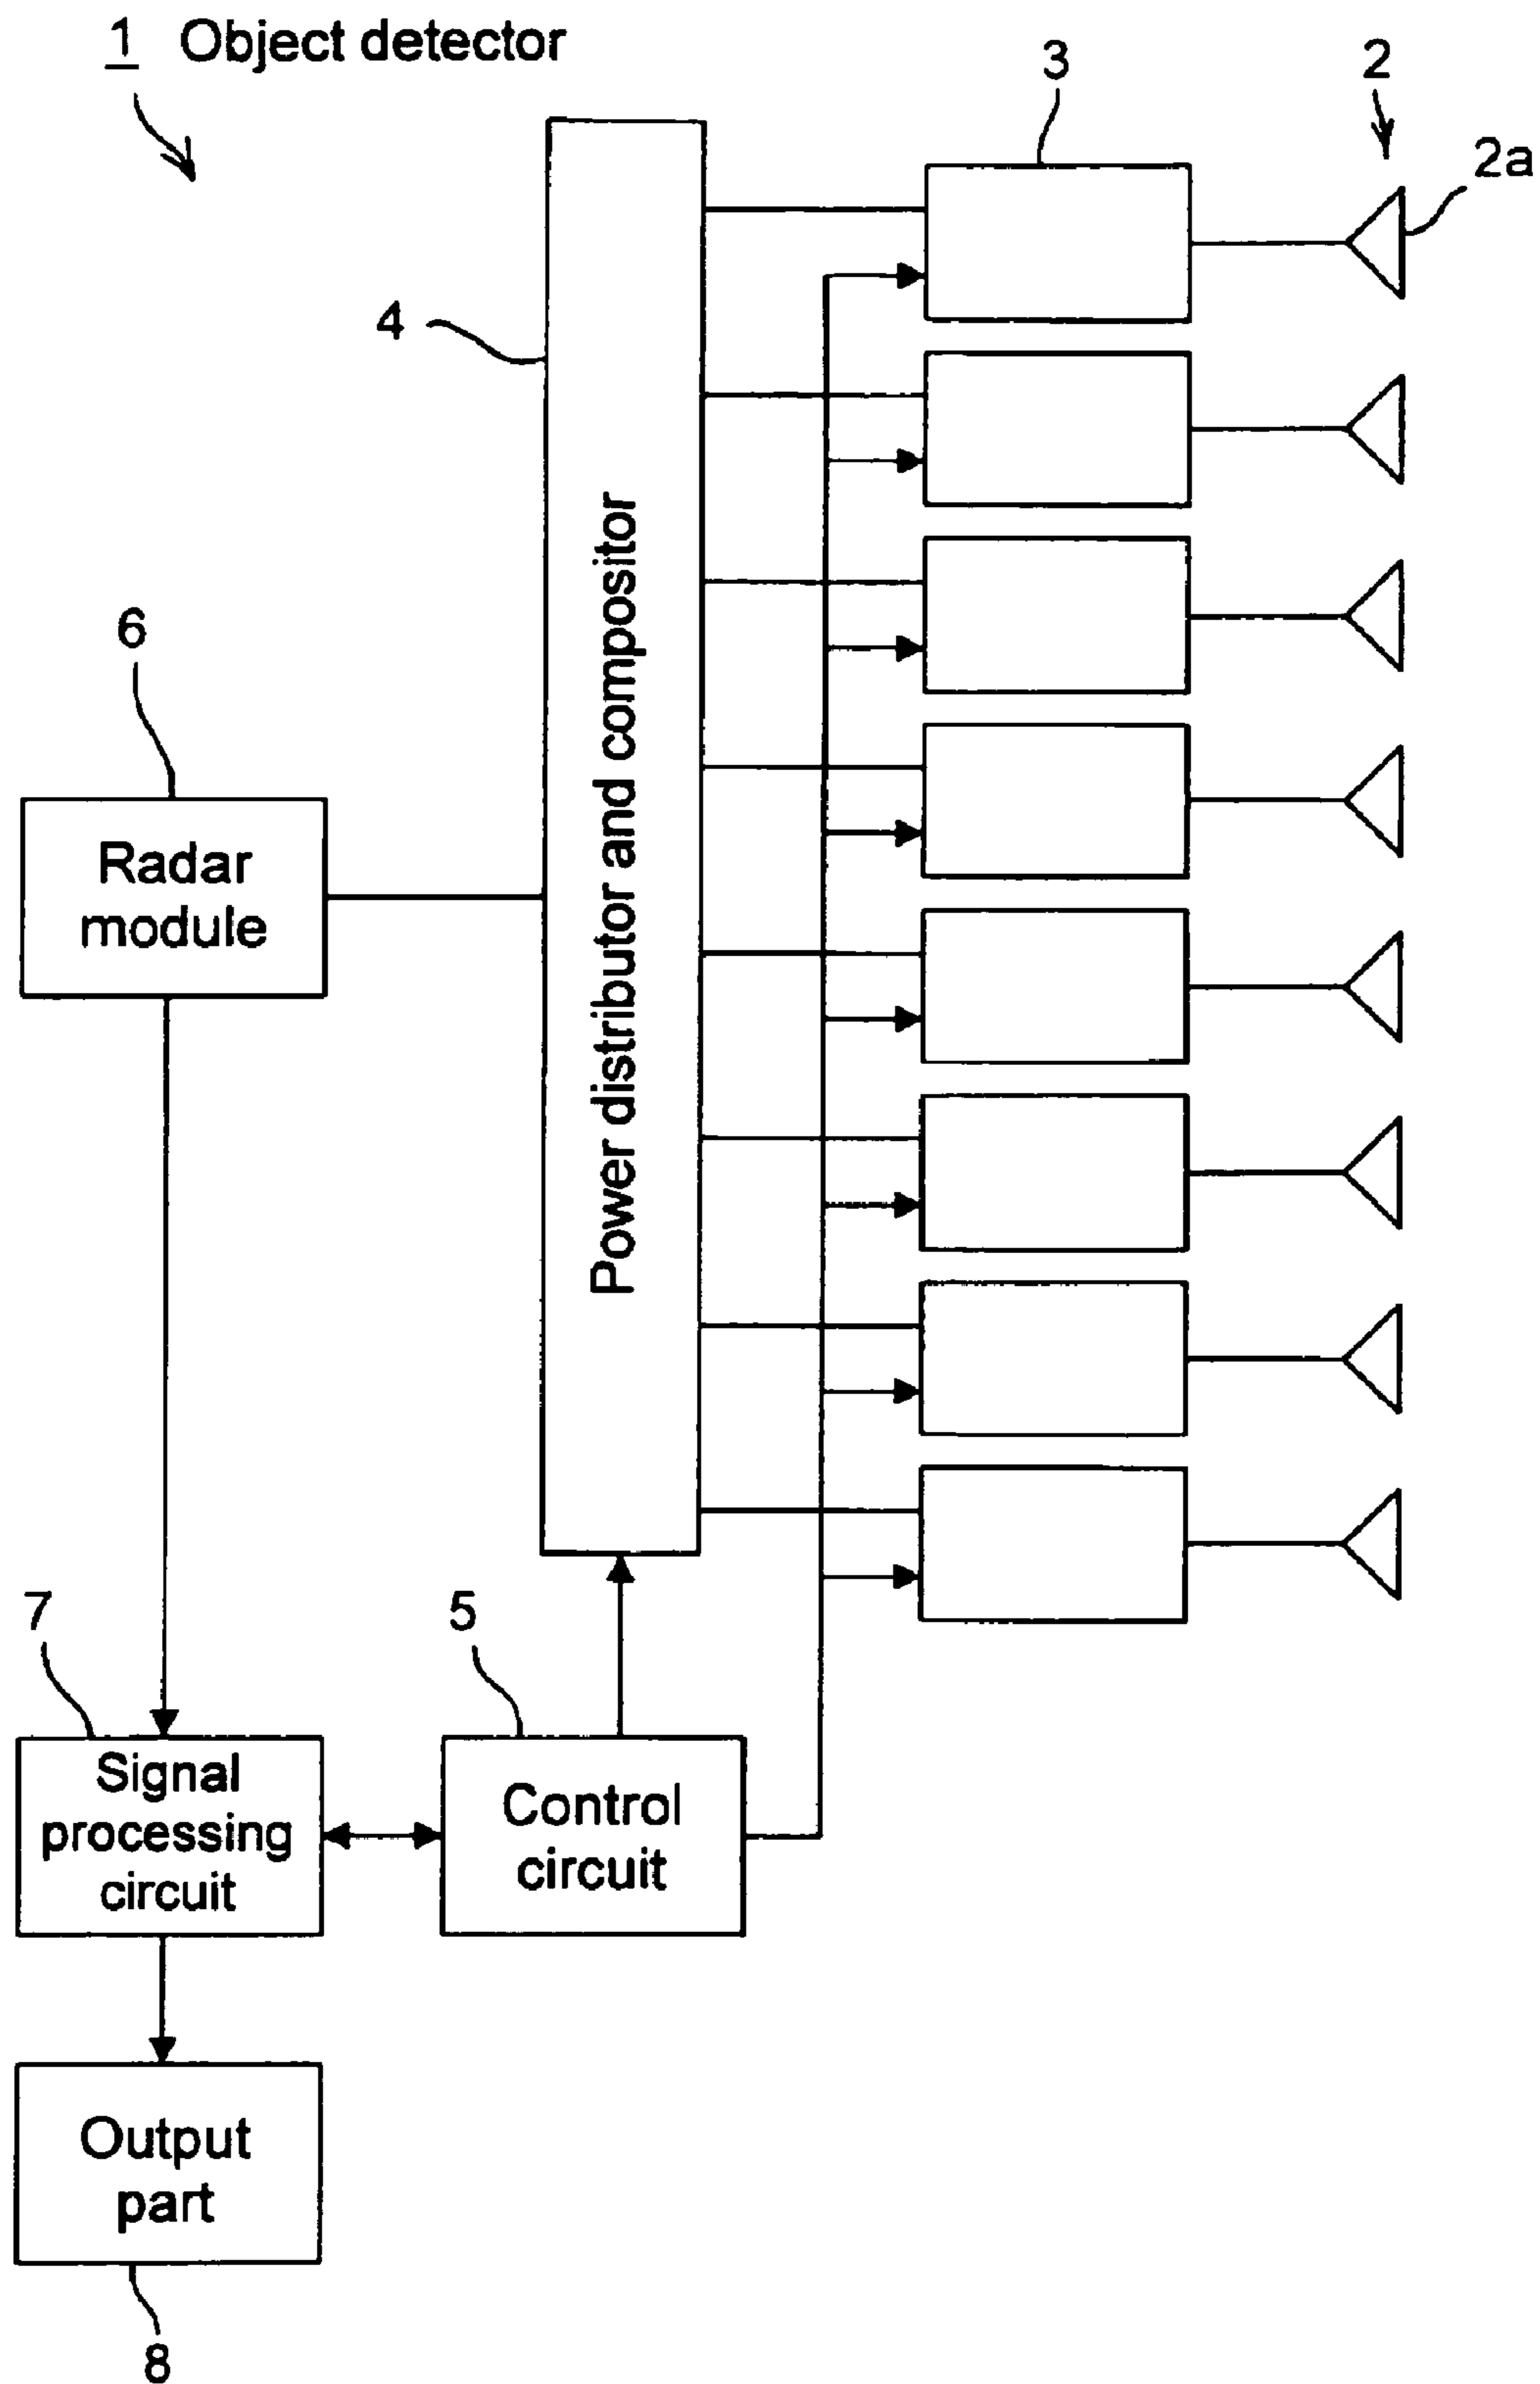 1 Object detector
3
2
2a
4
Power distributor and compositor
6
Radar
module
7
Signal
processing
circuit
5
Control
circuit
Output
part
8